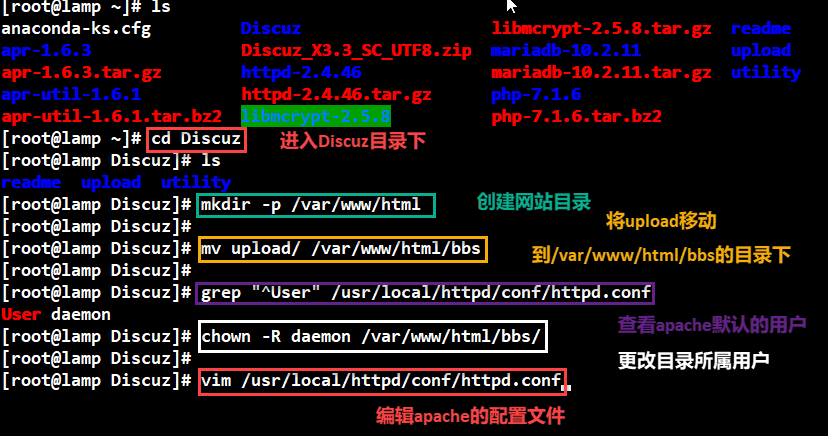 [root@lamp ~]# ls
anaconda-ks.cfg Discuz libmcrypt-2.5.8.tar.gz readme
apr-1.6.3 Discuz_X3.3_SC_UTF8.zip mariadb-10.2.11 upload
apr-1.6.3.tar.gz httpd-2.4.46 mariadb-10.2.11.tar.gz utility
apr-util-1.6.1 httpd-2.4.46.tar.gz php-7.1.6
apr-util-1.6.1.tar.bz2 libmcrypt-2.5.8 php-7.1.6.tar.bz2
[root@lamp ~]# cd Discuz 进入Discuz目录下
[root@lamp Discuz]# ls
readme upload utility
[root@lamp Discuz]# mkdir -p /var/www/html 创建网站目录
[root@lamp Discuz]# 将upload移动
[root@lamp Discuz]# mv upload/ /var/www/html/bbs 到/var/www/html/bbs的目录下
[root@lamp Discuz]#
[root@lamp Discuz]# grep "^User" /usr/local/httpd/conf/httpd.conf
User daemon 查看apache默认的用户
[root@lamp Discuz]# chown -R daemon /var/www/html/bbs/
[root@lamp Discuz]# 更改目录所属用户
[root@lamp Discuz]# vim /usr/local/httpd/conf/httpd.conf
编辑apache的配置文件